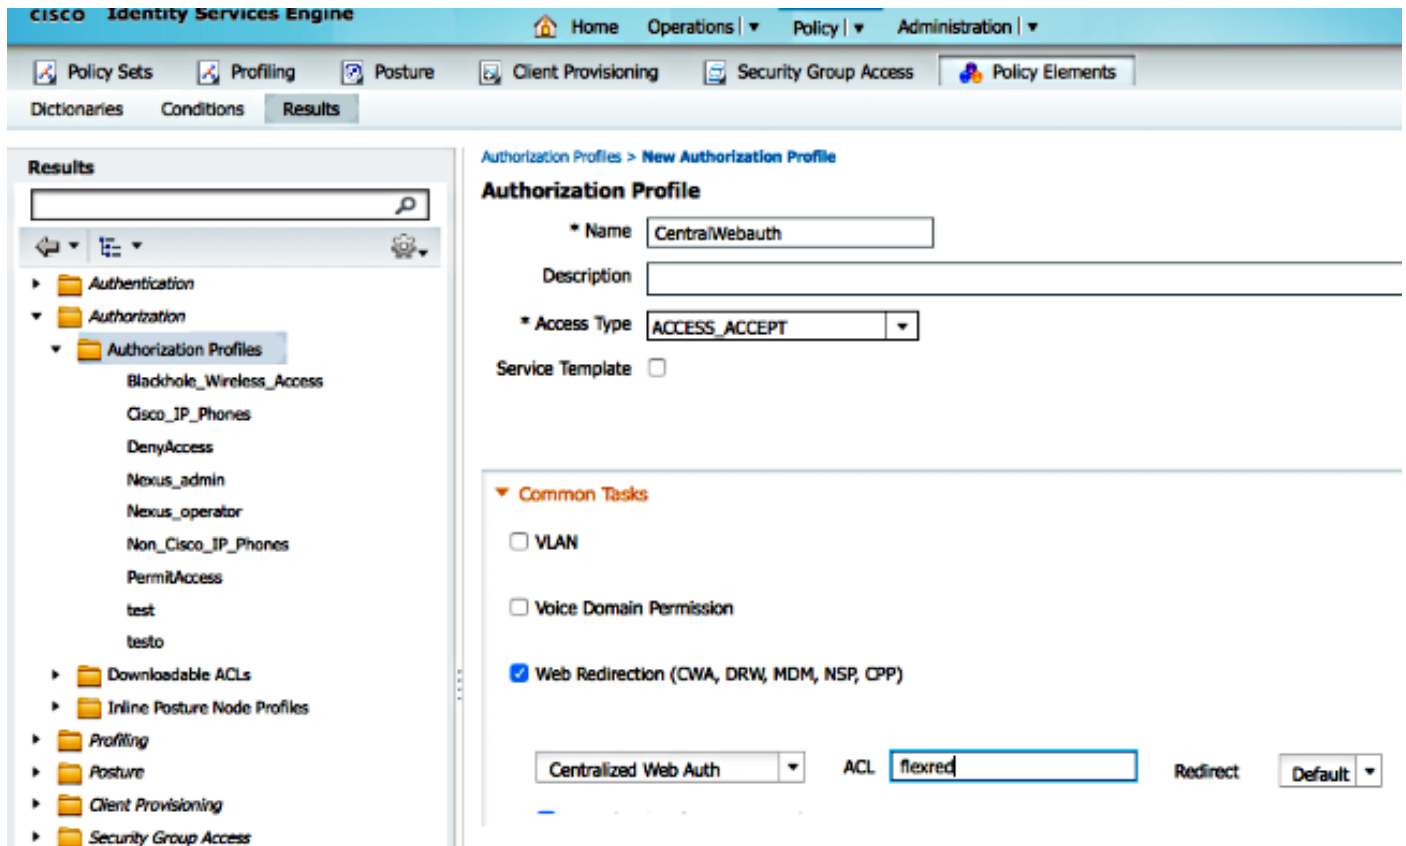 cisco Identity Services Engine
Home Operations | Policy | Administration |
Policy Sets Profiling Posture Client Provisioning Security Group Access Policy Elements
Dictionaries Conditions Results
Results
Authentication
Authorization
Authorization Profiles
Blackhole_Wireless_Access
Cisco_IP_Phones
DenyAccess
Nexus_admin
Nexus_operator
Non_Cisco_IP_Phones
PermitAccess
test
testo
Downloadable ACLs
Inline Posture Node Profiles
Profiling
Posture
Client Provisioning
Security Group Access
Authorization Profiles > New Authorization Profile
Authorization Profile
* Name CentralWebauth
Description
* Access Type ACCESS_ACCEPT
Service Template
Common Tasks
VLAN
Voice Domain Permission
Web Redirection (CWA, DRW, MDM, NSP, CPP)
Centralized Web Auth ACL flexred Redirect Default